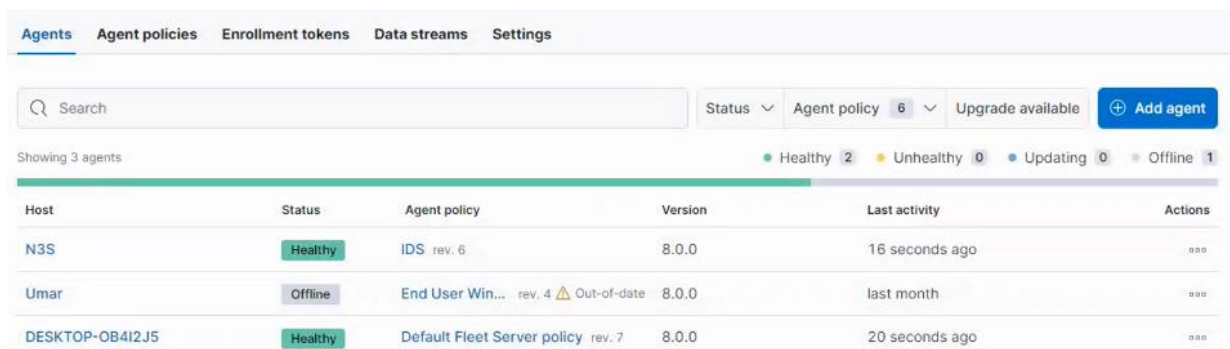 Agents Agent policies Enrollment tokens Data streams Settings
Search Status Agent policy 6 Upgrade available Add agent
Showing 3 agents Healthy 2 Unhealthy 0 Updating 0 Offline 1
Host Status Agent policy Version Last activity Actions
N3S Healthy IDS rev. 6 8.0.0 16 seconds ago
Umar Offline End User Win... rev. 4 Out-of-date 8.0.0 last month
DESKTOP-OB4I2J5 Healthy Default Fleet Server policy rev. 7 8.0.0 20 seconds ago